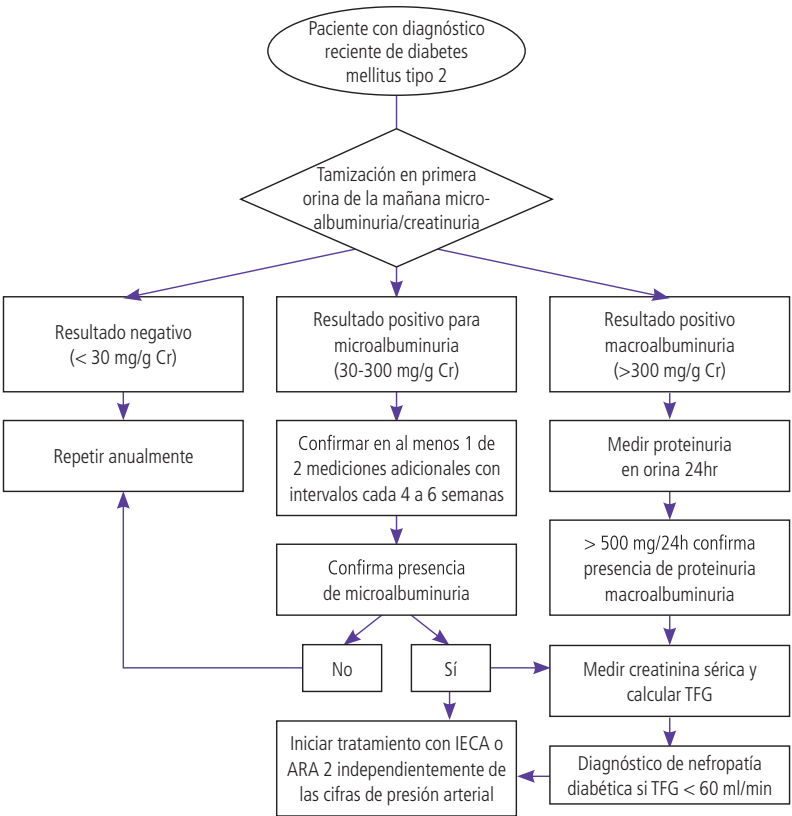 Paciente con diagnóstico
reciente de diabetes
mellitus tipo 2
Tamización en primera
orina de la mañana micro-
albuminuria/creatinuria
Resultado negativo
(< 30 mg/g Cr)
Resultado positivo para
microalbuminuria
(30-300 mg/g Cr)
Resultado positivo
macroalbuminuria
(>300 mg/g Cr)
Repetir anualmente
Confirmar en al menos 1 de
2 mediciones adicionales con
intervalos cada 4 a 6 semanas
Medir proteinuria
en orina 24hr
Confirma presencia
de microalbuminuria
> 500 mg/24h confirma
presencia de proteinuria
macroalbuminuria
No
Sí
Medir creatinina sérica y
calcular TFG
Iniciar tratamiento con IECA o
ARA 2 independientemente de
las cifras de presión arterial
Diagnóstico de nefropatía
diabética si TFG < 60 ml/min